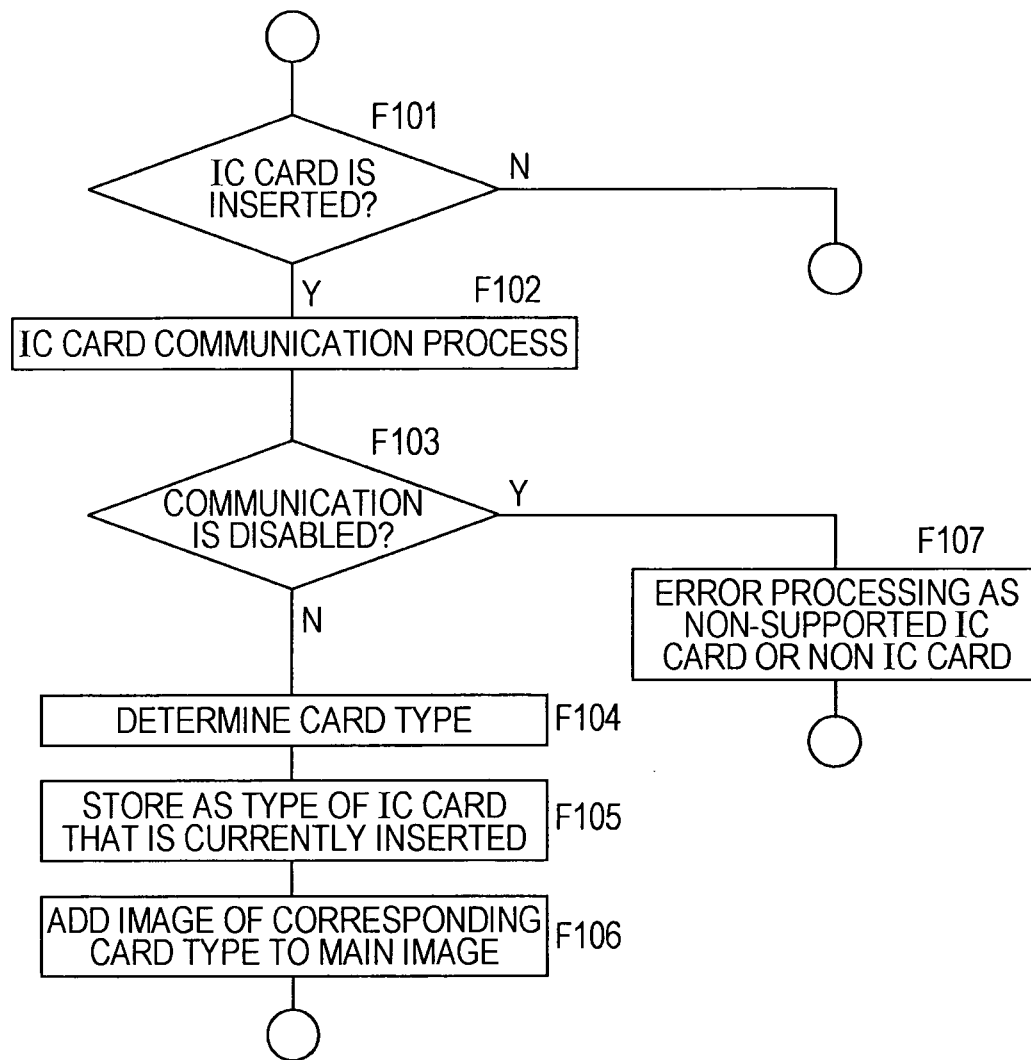 F101
IC CARD IS
INSERTED?
N
Y
F102
IC CARD COMMUNICATION PROCESS
F103
COMMUNICATION
IS DISABLED?
Y
N
F107
ERROR PROCESSING AS
NON-SUPPORTED IC
CARD OR NON IC CARD
DETERMINE CARD TYPE
F104
STORE AS TYPE OF IC CARD
THAT IS CURRENTLY INSERTED
F105
ADD IMAGE OF CORRESPONDING
CARD TYPE TO MAIN IMAGE
F106